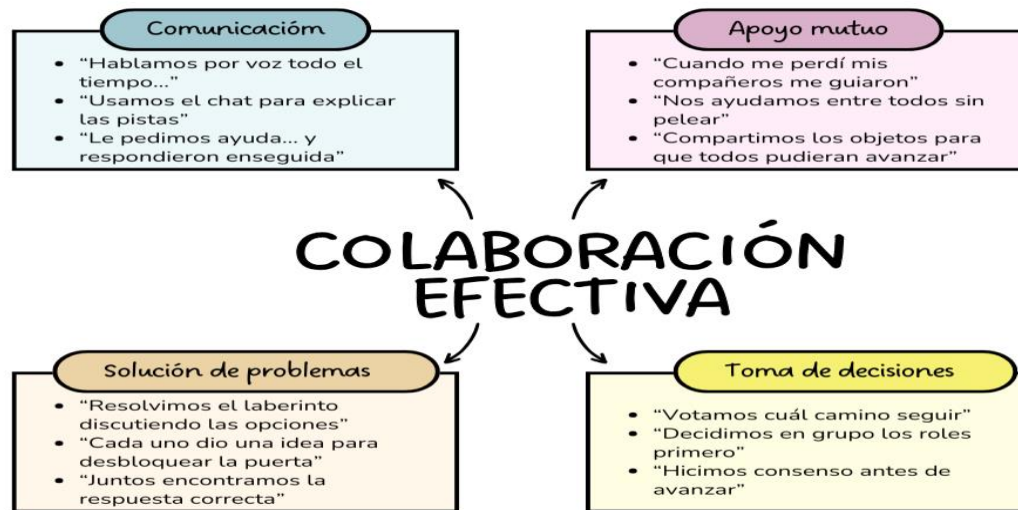 Comunicacióm
• “Hablamos por voz todo el
tiempo...”
• “Usamos el chat para explicar
las pistas”
• “Le pedimos ayuda... y
respondieron enseguida”
Apoyo mutuo
• “Cuando me perdí mis
compañeros me guiaron”
• “Nos ayudamos entre todos sin
pelear”
• “Compartimos los objetos para
que todos pudieran avanzar”
COLABORACIÓN
EFECTIVA
Solución de problemas
• “Resolvimos el laberinto
discutiendo las opciones”
• “Cada uno dio una idea para
desbloquear la puerta”
• “Juntos encontramos la
respuesta correcta”
Toma de decisiones
• “Votamos cuál camino seguir”
• “Decidimos en grupo los roles
primero”
• “Hicimos consenso antes de
avanzar”